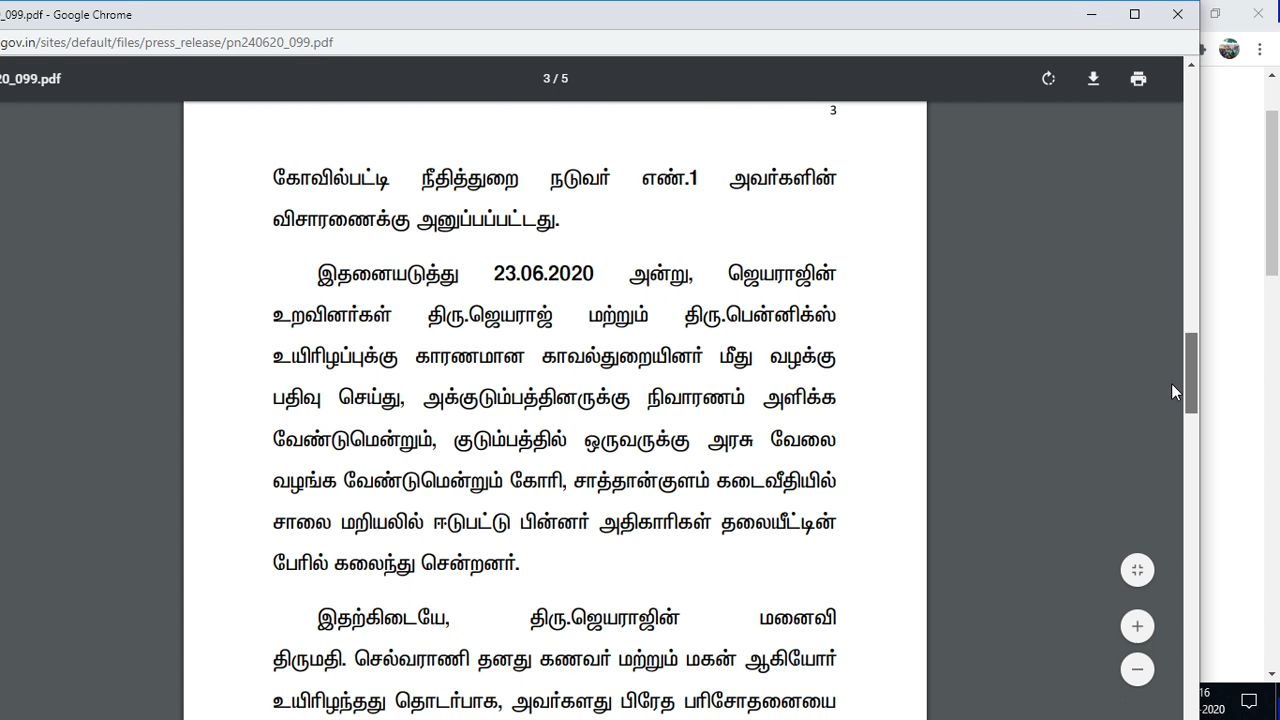 _099.pdf - Google Chrome
gov.in/sites/default/files/press_release/pn240620_099.pdf
20_099.pdf
3 / 5
3
கோவில்பட்டி நீதித்துறை நடுவர் எண்.1 அவர்களின்
விசாரணைக்கு அனுப்பப்பட்டது.
இதனையடுத்து 23.06.2020 அன்று, ஜெயராஜின்
உறவினர்கள் திரு.ஜெயராஜ் மற்றும் திரு.பென்னிக்ஸ்
உயிரிழப்புக்கு காரணமான காவல்துறையினர் மீது வழக்கு
பதிவு செய்து, அக்குடும்பத்தினருக்கு நிவாரணம் அளிக்க
வேண்டுமென்றும், குடும்பத்தில் ஒருவருக்கு அரசு வேலை
வழங்க வேண்டுமென்றும் கோரி, சாத்தான்குளம் கடைவீதியில்
சாலை மறியலில் ஈடுபட்டு பின்னர் அதிகாரிகள் தலையீட்டின்
பேரில் கலைந்து சென்றனர்.
இதற்கிடையே, திரு.ஜெயராஜின் மனைவி
திருமதி. செல்வராணி தனது கணவர் மற்றும் மகன் ஆகியோர்
உயிரிழந்தது தொடர்பாக, அவர்களது பிரேத பரிசோதனையை
16
-2020